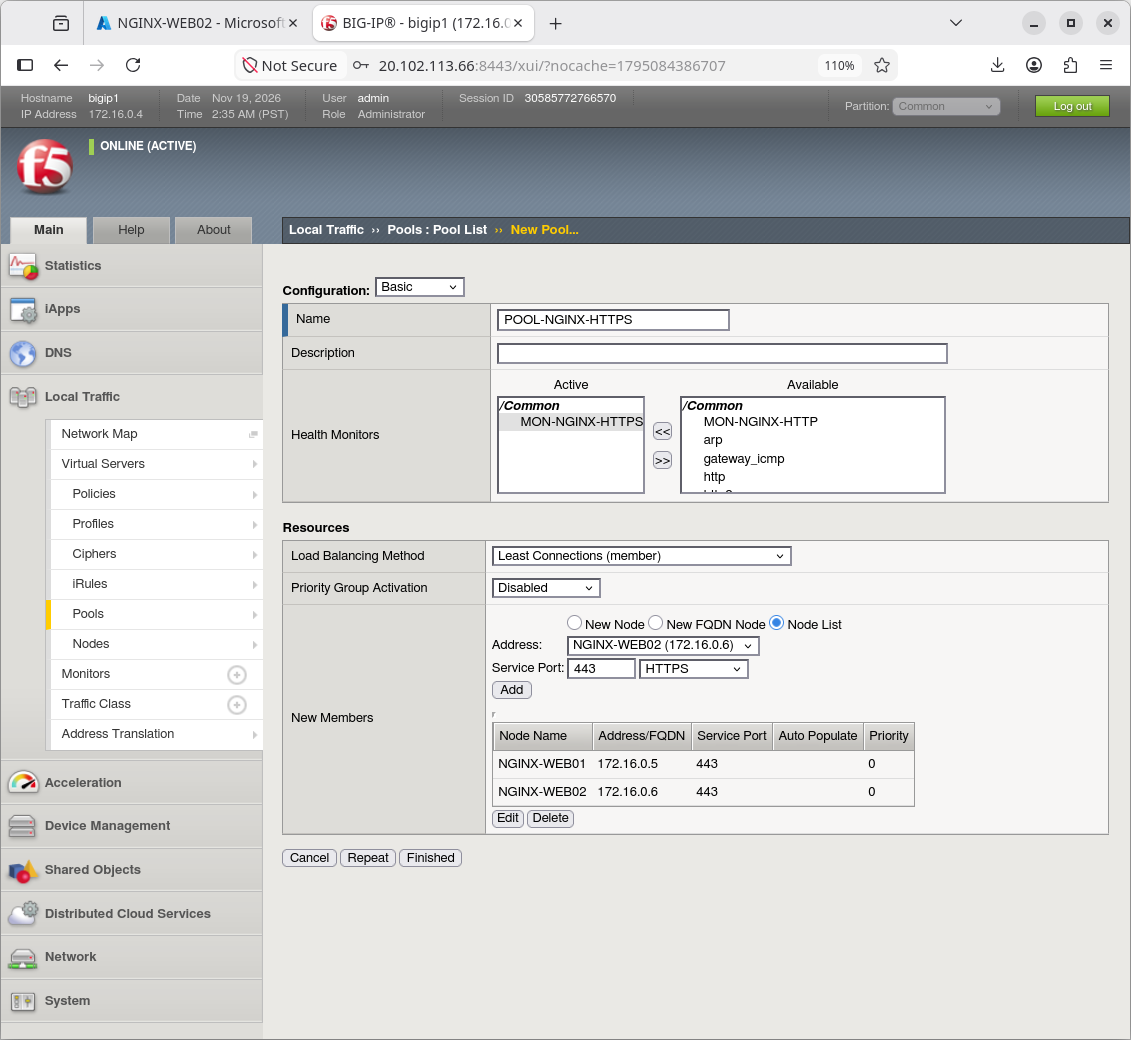 NGINX-WEB02 - Microsoft
BIG-IP® - bigip1 (172.16.0
Not Secure
20.102.113.66:8443/xui/?nocache=1795084386707
110%
Hostname bigip1
IP Address 172.16.0.4
Date Nov 19, 2026
Time 2:35 AM (PST)
User admin
Role Administrator
Session ID 30585772766570
Partition: Common
Log out
f5
ONLINE (ACTIVE)
Main
Help
About
Local Traffic ›› Pools : Pool List ›› New Pool...
Statistics
iApps
DNS
Local Traffic
Network Map
Virtual Servers
Policies
Profiles
Ciphers
iRules
Pools
Nodes
Monitors
Traffic Class
Address Translation
Acceleration
Device Management
Shared Objects
Distributed Cloud Services
Network
System
Configuration: Basic
Name POOL-NGINX-HTTPS
Description
Health Monitors
Active
/Common
MON-NGINX-HTTPS
<<
>>
Available
/Common
MON-NGINX-HTTP
arp
gateway_icmp
http
Resources
Load Balancing Method Least Connections (member)
Priority Group Activation Disabled
New Members
New Node New FQDN Node Node List
Address: NGINX-WEB02 (172.16.0.6)
Service Port: 443 HTTPS
Add
Node Name Address/FQDN Service Port Auto Populate Priority
NGINX-WEB01 172.16.0.5 443 0
NGINX-WEB02 172.16.0.6 443 0
Edit Delete
Cancel Repeat Finished